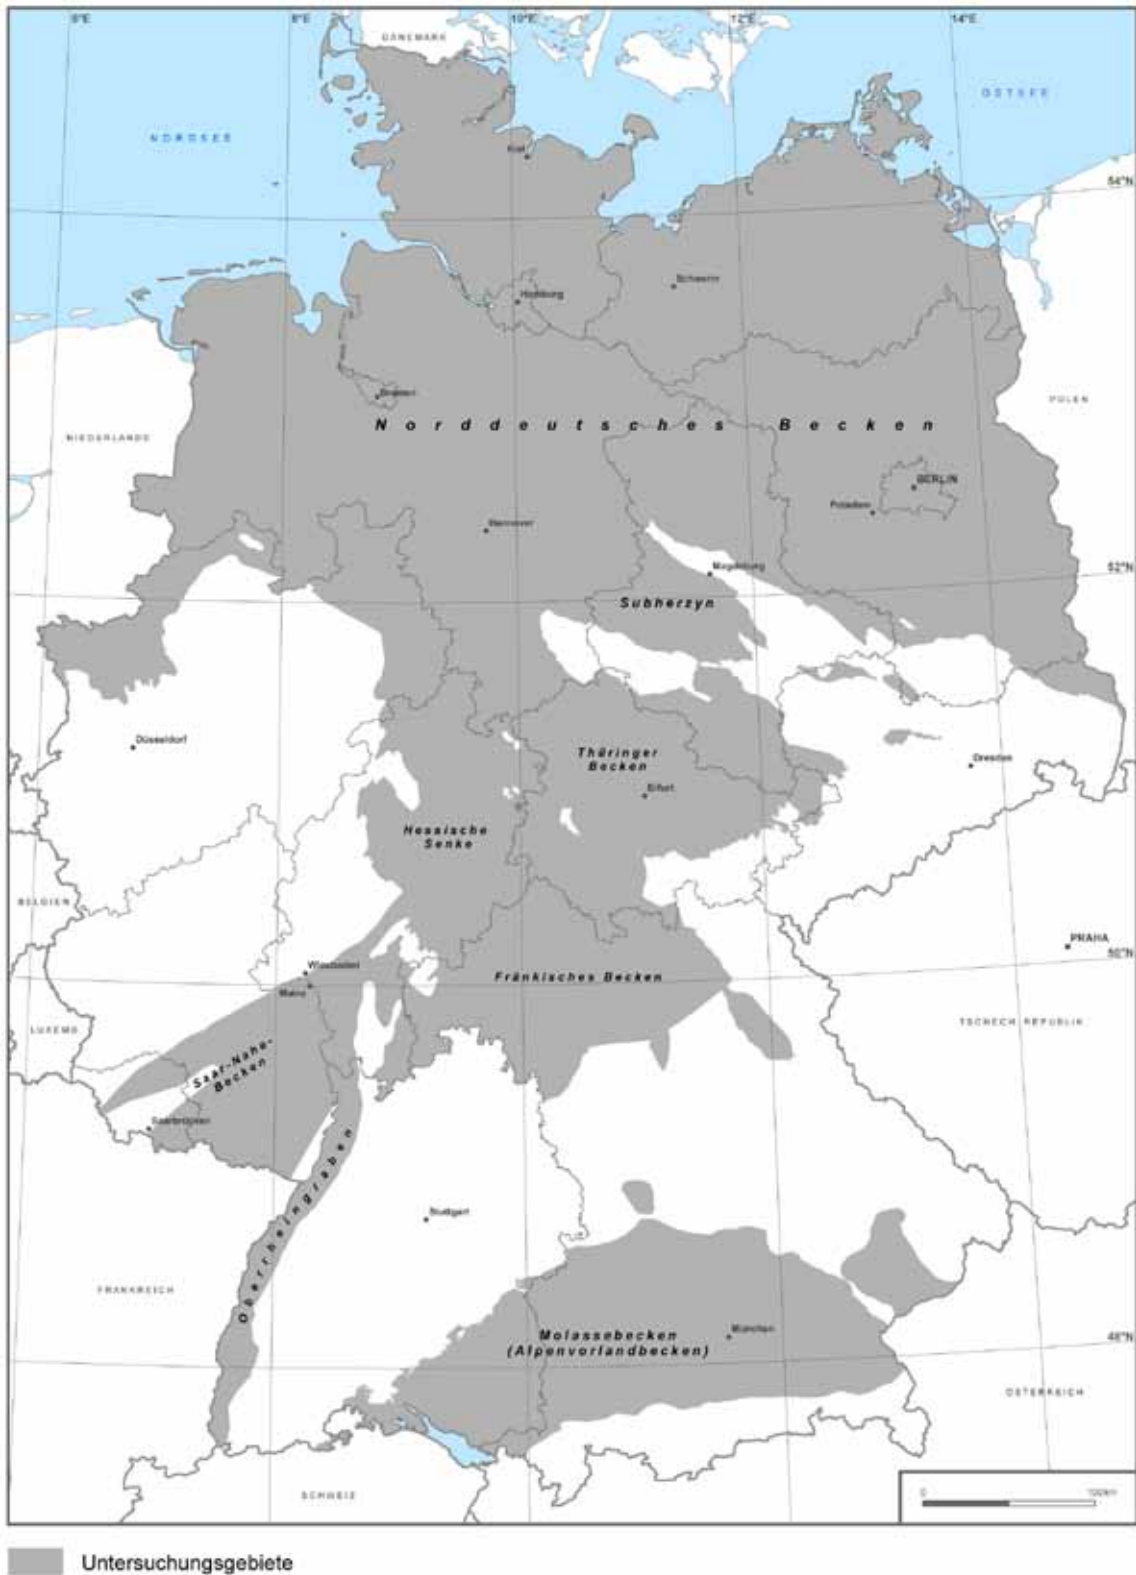 6°E
8°E
10°E
12°E
14°E
DÄNEMARK
OSTSEE
NORDSEE
Kiel
54°N
Schwerin
Hamburg
Bremen
POLEN
Norddeutsches Becken
NIEDERLANDE
BERLIN
Potsdam
Hannover
52°N
Magdeburg
Subherzyn
Düsseldorf
Thüringer
Becken
Dresden
Erfurt
Hessische
Senke
BELGIEN
PRAHA
50°N
Wiesbaden
Fränkisches Becken
Mainz
LUXEMB
TSCHECH. REPUBLIK
Saar-Nahe-
Becken
Saarbrücken
Oberrheingraben
Stuttgart
FRANKREICH
München
Molassebecken
(Alpenvorlandbecken)
48°N
ÖSTERREICH
SCHWEIZ
0 100km
Untersuchungsgebiete